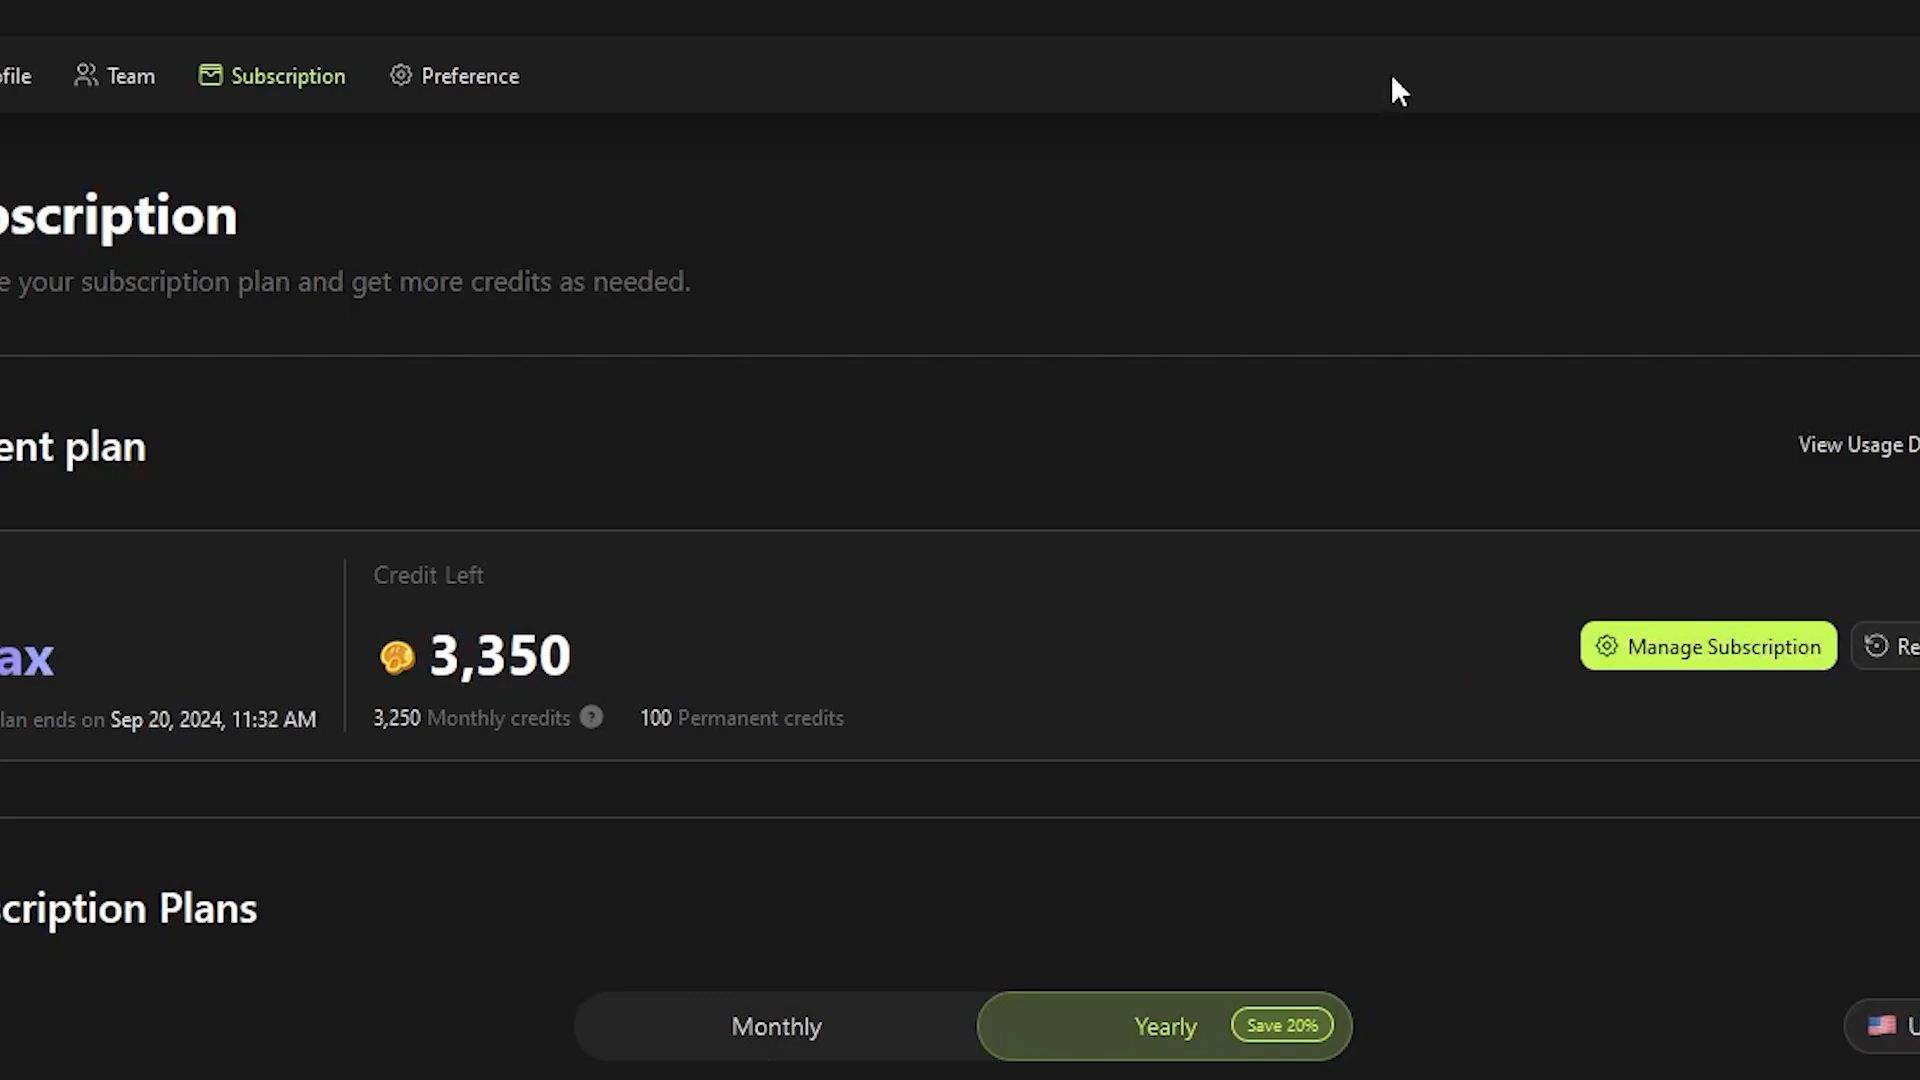 ofile Team Subscription Preference
bscription
e your subscription plan and get more credits as needed.
ent plan
View Usage D
Credit Left
ax
3,350
Manage Subscription
Re
lan ends on Sep 20, 2024, 11:32 AM
3,250 Monthly credits ?
100 Permanent credits
cription Plans
Monthly
Yearly
Save 20%
U